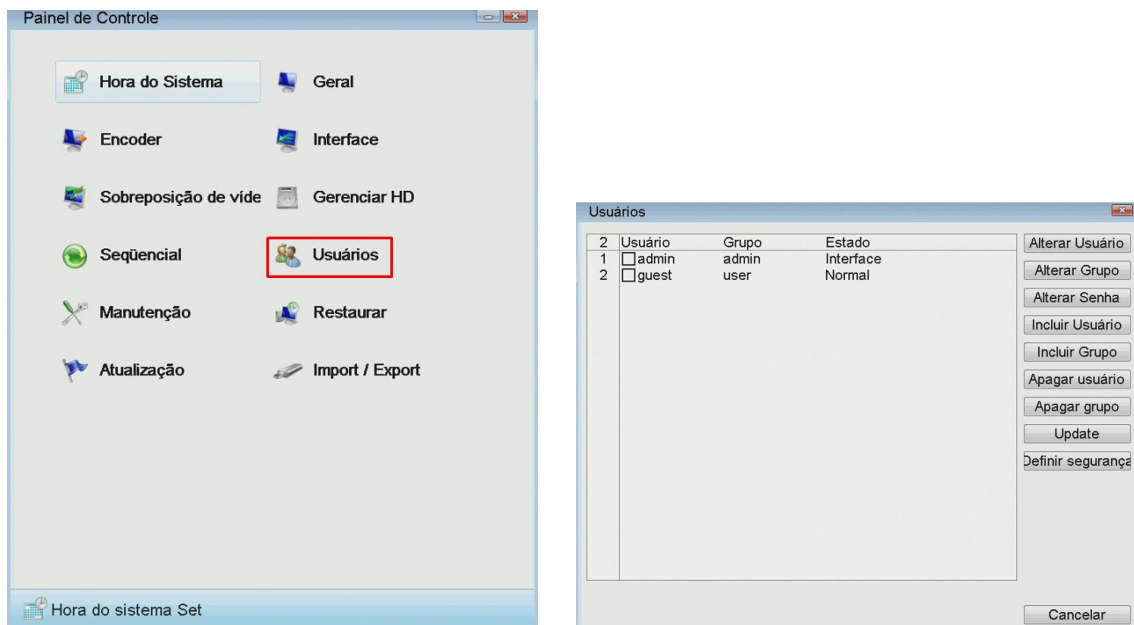 Painel de Controle
Hora do Sistema
Geral
Encoder
Interface
Sobreposição de víde
Gerenciar HD
Seqüencial
Usuários
Manutenção
Restaurar
Atualização
Import / Export
Hora do sistema Set
Usuários
2 Usuário Grupo Estado
1 admin admin Interface
2 guest user Normal
Alterar Usuário
Alterar Grupo
Alterar Senha
Incluir Usuário
Incluir Grupo
Apagar usuário
Apagar grupo
Update
Definir segurança
Cancelar